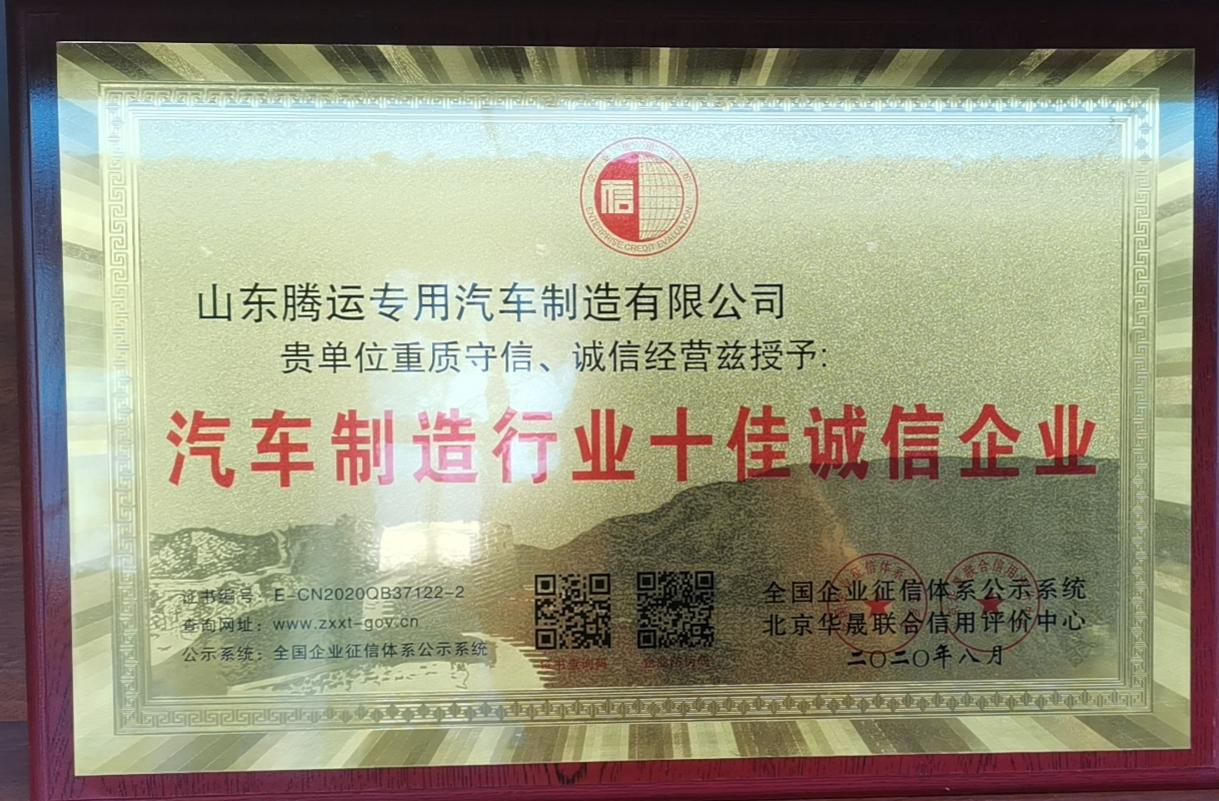 信
ENTERPRISE CREDIT EVALUATION
山东腾运专用汽车制造有限公司
贵单位重质守信、诚信经营兹授予:
汽车制造行业十佳诚信企业
证书编号: E-CN2020QB37122-2
查询网址: www.zxxt-gov.cn
公示系统: 全国企业征信体系公示系统
全国企业征信体系公示系统
北京华晟联合信用评价中心
二〇二〇年八月